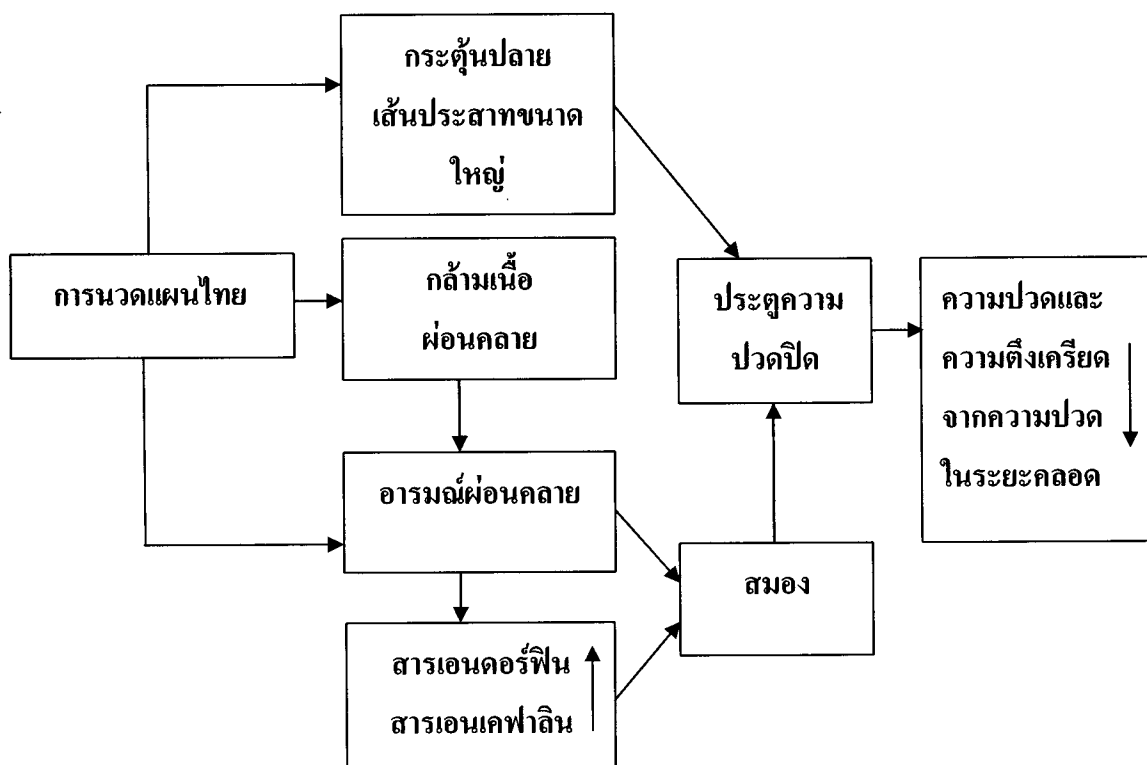 กระตุ้นปลาย
เส้นประสาทขนาด
ใหญ่
การนวดแผนไทย
กล้ามเนื้อ
ผ่อนคลาย
ประตูความ
ปวดปิด
ความปวดและ
ความตึงเครียด
จากความปวด
ในระยะคลอด
อารมณ์ผ่อนคลาย
สมอง
สารเอนดอร์ฟิน
สารเอนเคฟาลิน